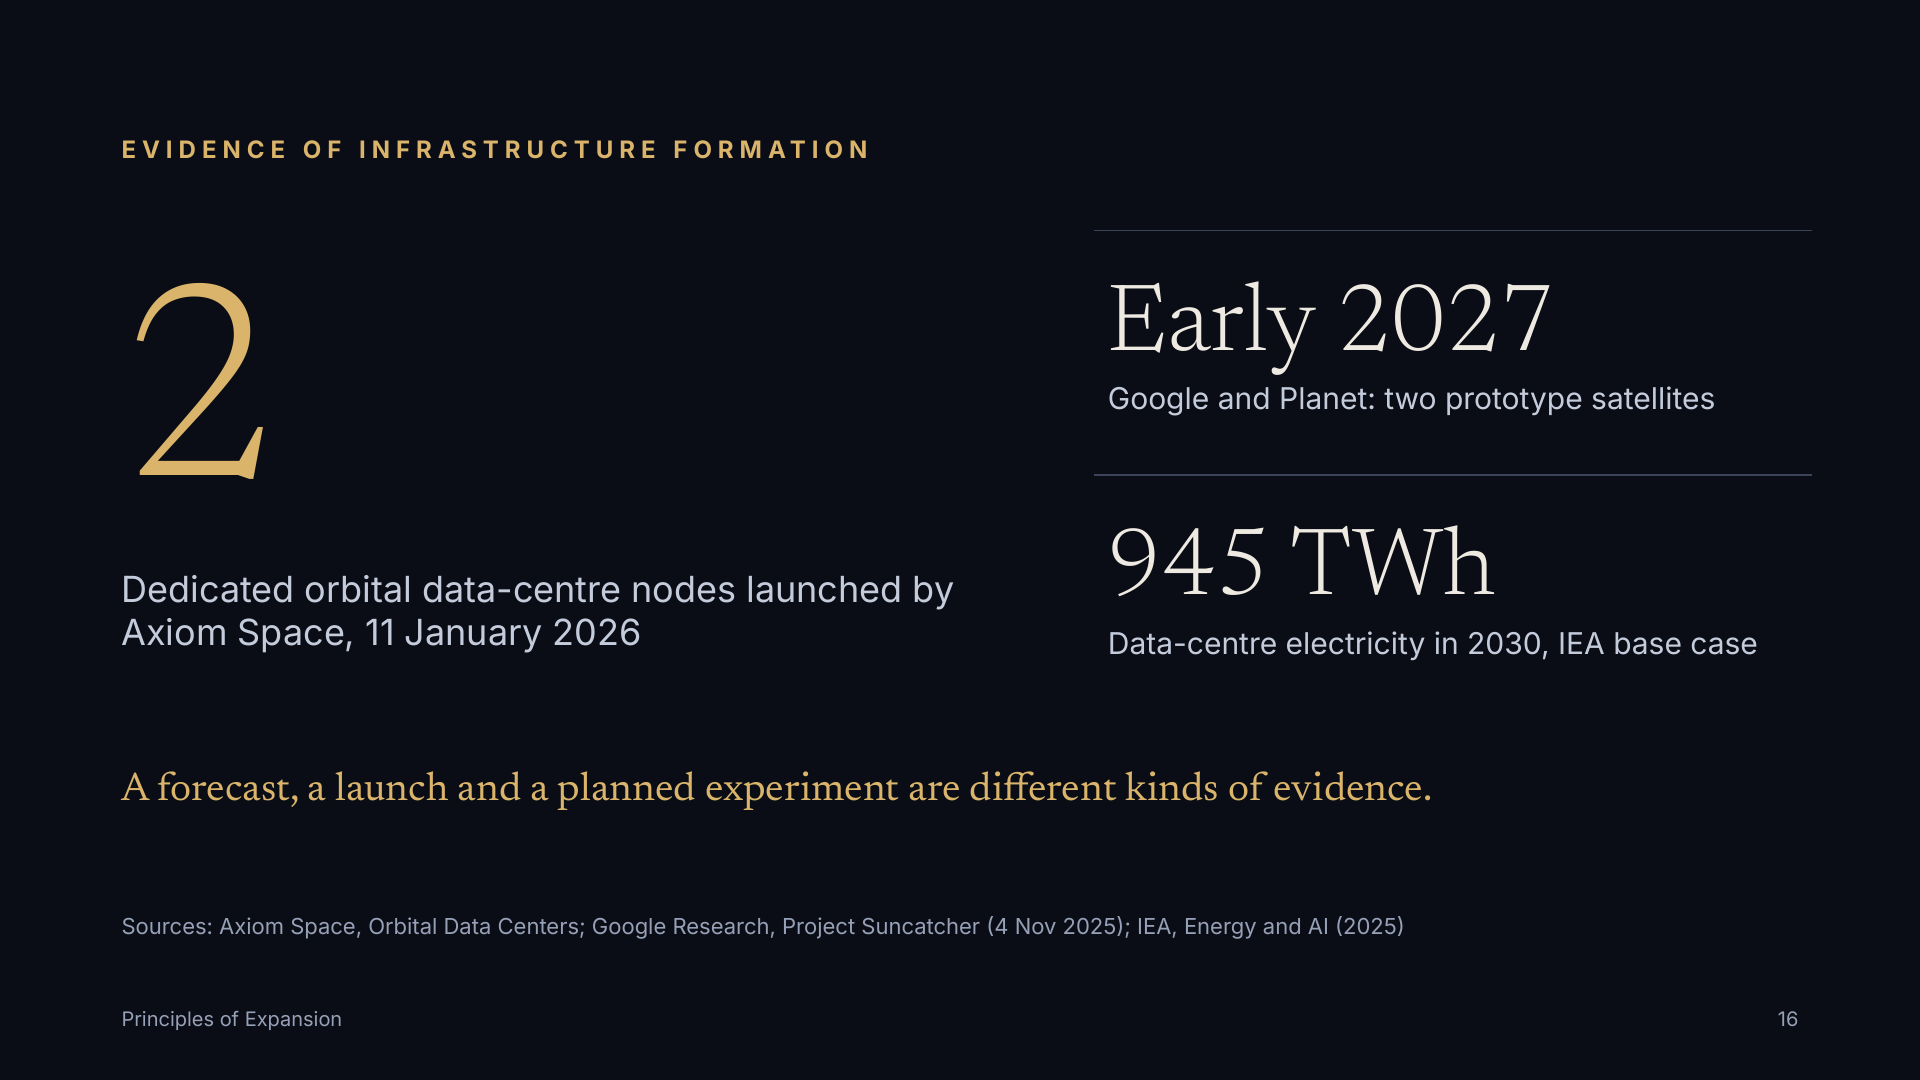 EVIDENCE OF INFRASTRUCTURE FORMATION
2
Dedicated orbital data-centre nodes launched by
Axiom Space, 11 January 2026
Early 2027
Google and Planet: two prototype satellites
945 TWh
Data-centre electricity in 2030, IEA base case
A forecast, a launch and a planned experiment are different kinds of evidence.
Sources: Axiom Space, Orbital Data Centers; Google Research, Project Suncatcher (4 Nov 2025); IEA, Energy and AI (2025)
Principles of Expansion
16